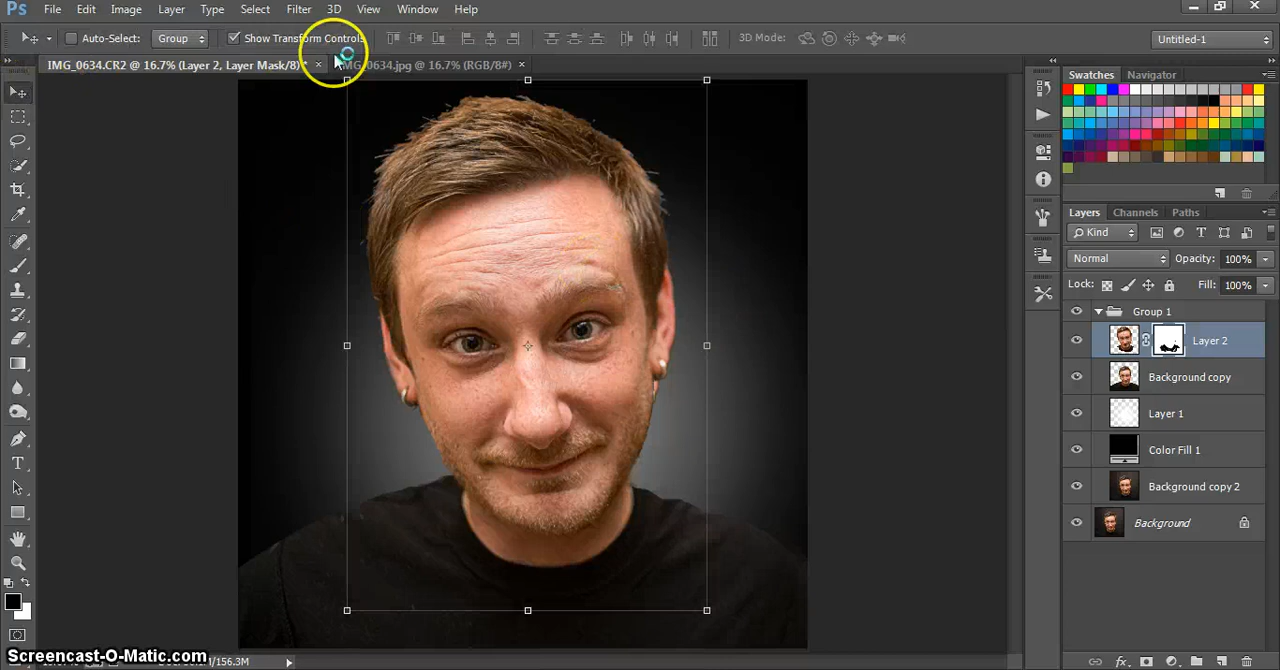 Ps File Edit Image Layer Type Select Filter 3D View Window Help
Auto-Select: Group Show Transform Controls 3D Mode: Untitled-1
IMG_0634.CR2 @ 16.7% (Layer 2, Layer Mask/8) * × G_0634.jpg @ 16.7% (RGB/8#) ×
Swatches Navigator
Layers Channels Paths
Kind
Normal Opacity: 100%
Lock: Fill: 100%
Group 1
Layer 2
Background copy
Layer 1
Color Fill 1
Background copy 2
Background
Screencast-O-Matic.com
/156.3M